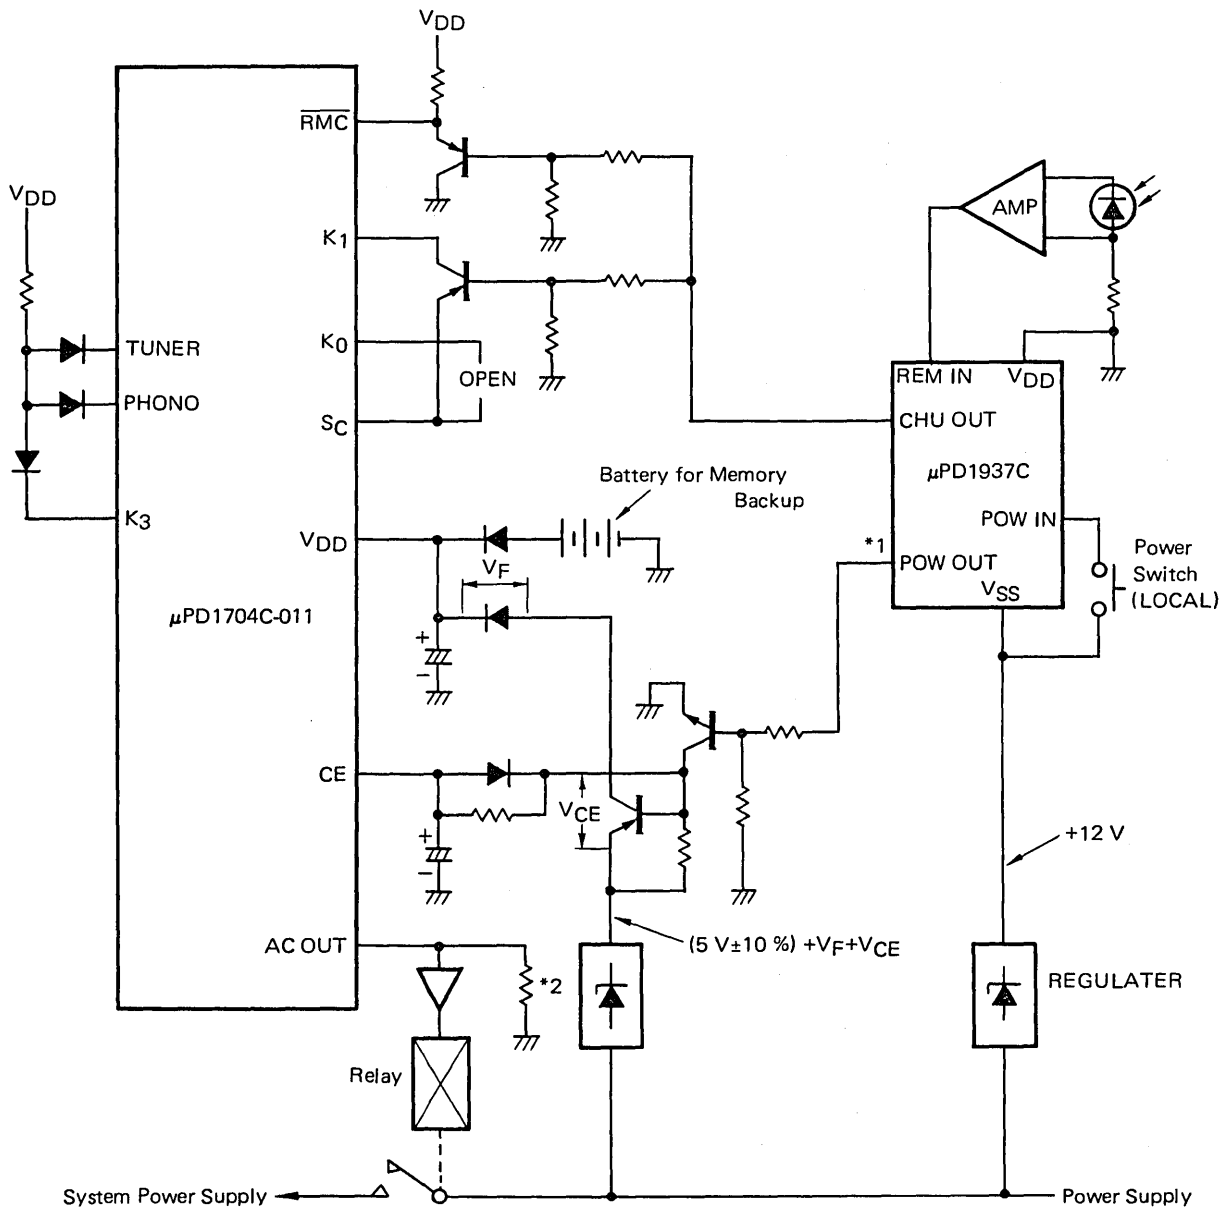 VDD
RMC
VDD
AMP
K1
TUNER
K0
OPEN
REM IN
VDD
PHONO
SC
CHU OUT
μPD1937C
Battery for Memory
Backup
K3
POW IN
VDD
*1
POW OUT
Power
Switch
(LOCAL)
VF
VSS
μPD1704C-011
+
−
CE
VCE
+12 V
+
−
AC OUT
(5 V±10 %) +VF+VCE
*2
REGULATER
Relay
System Power Supply
Power Supply